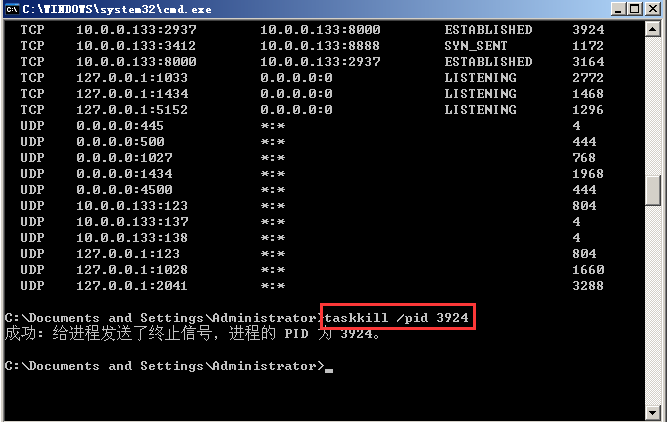 C:\WINDOWS\system32\cmd.exe
TCP 10.0.0.133:2937 10.0.0.133:8000 ESTABLISHED 3924
TCP 10.0.0.133:3412 10.0.0.133:8888 SYN_SENT 1172
TCP 10.0.0.133:8000 10.0.0.133:2937 ESTABLISHED 3164
TCP 127.0.0.1:1033 0.0.0.0:0 LISTENING 2772
TCP 127.0.0.1:1434 0.0.0.0:0 LISTENING 1468
TCP 127.0.0.1:5152 0.0.0.0:0 LISTENING 1296
UDP 0.0.0.0:445 *:* 4
UDP 0.0.0.0:500 *:* 444
UDP 0.0.0.0:1027 *:* 768
UDP 0.0.0.0:1434 *:* 1968
UDP 0.0.0.0:4500 *:* 444
UDP 10.0.0.133:123 *:* 804
UDP 10.0.0.133:137 *:* 4
UDP 10.0.0.133:138 *:* 4
UDP 127.0.0.1:123 *:* 804
UDP 127.0.0.1:1028 *:* 1660
UDP 127.0.0.1:2041 *:* 3288
C:\Documents and Settings\Administrator>taskkill /pid 3924
成功: 给进程发送了终止信号，进程的 PID 为 3924。
C:\Documents and Settings\Administrator>_